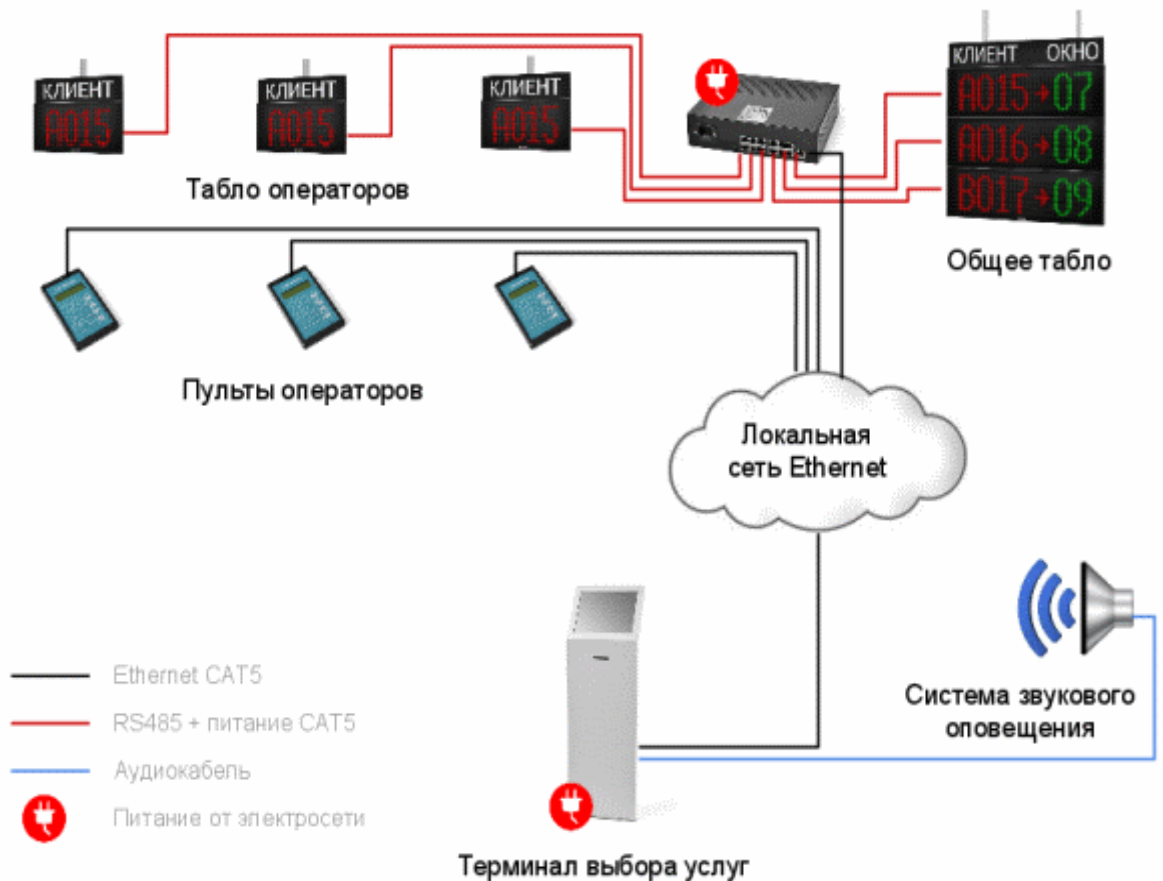 КЛИЕНТ
A015
КЛИЕНТ
A015
КЛИЕНТ
A015
КЛИЕНТ ОКНО
A015→07
A016→08
B017→09
Табло операторов
Общее табло
Пульты операторов
Локальная
сеть Ethernet
Ethernet CAT5
RS485 + питание CAT5
Аудиокабель
Питание от электросети
Система звукового
оповещения
Терминал выбора услуг